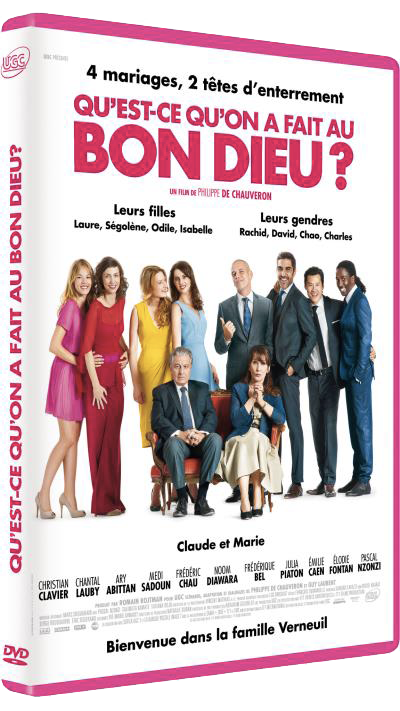 UGC
UGC PRÉSENTE
4 mariages, 2 têtes d'enterrement
QU'EST-CE QU'ON A FAIT AU
BON DIEU ?
UN FILM DE PHILIPPE DE CHAUVERON
Leurs filles
Laure, Ségolène, Odile, Isabelle
Leurs gendres
Rachid, David, Chao, Charles
Claude et Marie
CHRISTIAN CLAVIER
CHANTAL LAUBY
ARY ABITTAN
MEDI SADOUN
FRÉDÉRIC CHAU
NOOM DIAWARA
FRÉDÉRIQUE BEL
JULIA PIATON
ÉMILIE CAEN
ÉLODIE FONTAN
PASCAL NZONZI
Bienvenue dans la famille Verneuil
QU'EST-CE QU'ON A FAIT AU BON DIEU?
DVD